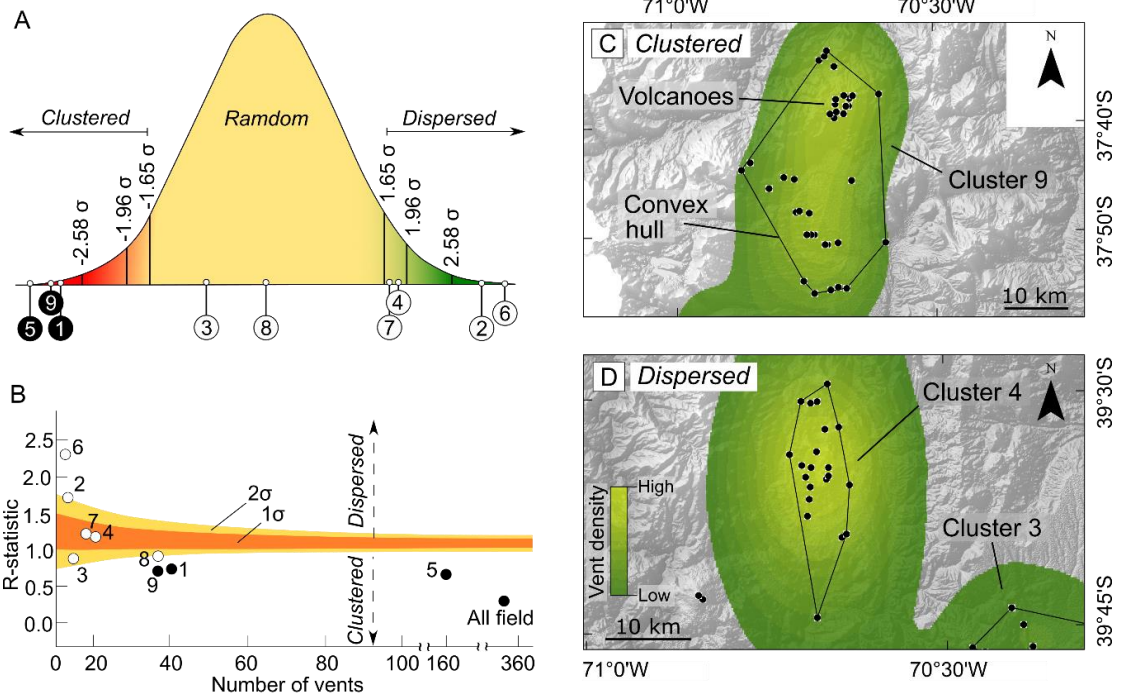 A
Clustered
Ramdom
Dispersed
-2.58 σ
-1.96 σ
-1.65 σ
1.65 σ
1.96 σ
2.58 σ
5
9
1
3
8
7
4
2
6
B
R-statistic
2.5
2.0
1.5
1.0
0.5
0.0
6
2
7
4
3
8
9
1
5
2σ
1σ
Dispersed
Clustered
All field
0 20 40 60 80 100 160 360
Number of vents
71°0'W 70°30'W
C Clustered
N
Volcanoes
Cluster 9
Convex
hull
10 km
37°40'S
37°50'S
D Dispersed
N
Cluster 4
Cluster 3
Vent density
High
Low
10 km
39°30'S
39°45'S
71°0'W 70°30'W